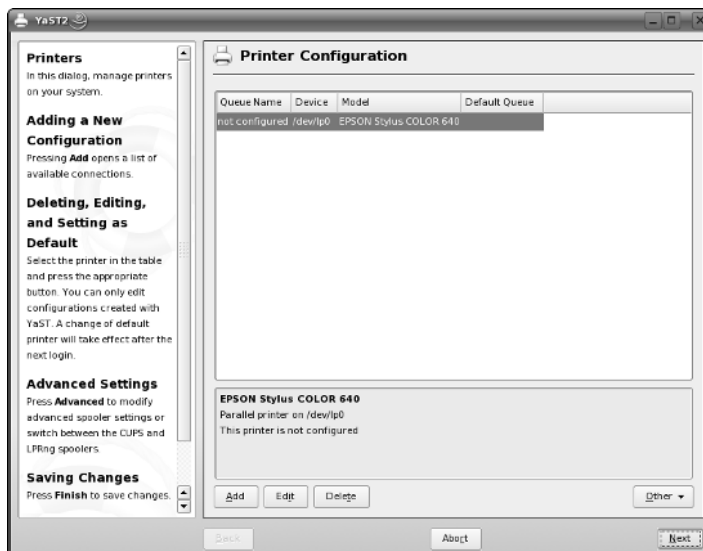 YaST2
Printers
In this dialog, manage printers
on your system.
Adding a New
Configuration
Pressing Add opens a list of
available connections.
Deleting, Editing,
and Setting as
Default
Select the printer in the table
and press the appropriate
button. You can only edit
configurations created with
YaST. A change of default
printer will take effect after the
next login.
Advanced Settings
Press Advanced to modify
advanced spooler settings or
switch between the CUPS and
LPRng spoolers.
Saving Changes
Press Finish to save changes.
Printer Configuration
Queue Name Device Model Default Queue
not configured /dev/lp0 EPSON Stylus COLOR 640
EPSON Stylus COLOR 640
Parallel printer on /dev/lp0
This printer is not configured
Add Edit Delete Other
Back Abort Next